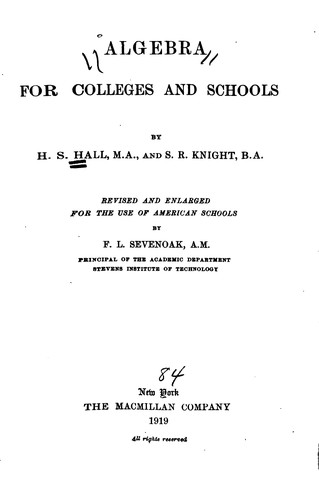 ALGEBRA
FOR COLLEGES AND SCHOOLS
BY
H. S. HALL, M.A., AND S. R. KNIGHT, B.A.
REVISED AND ENLARGED
FOR THE USE OF AMERICAN SCHOOLS
BY
F. L. SEVENOAK, A.M.
PRINCIPAL OF THE ACADEMIC DEPARTMENT
STEVENS INSTITUTE OF TECHNOLOGY
84
New York
THE MACMILLAN COMPANY
1919
All rights reserved